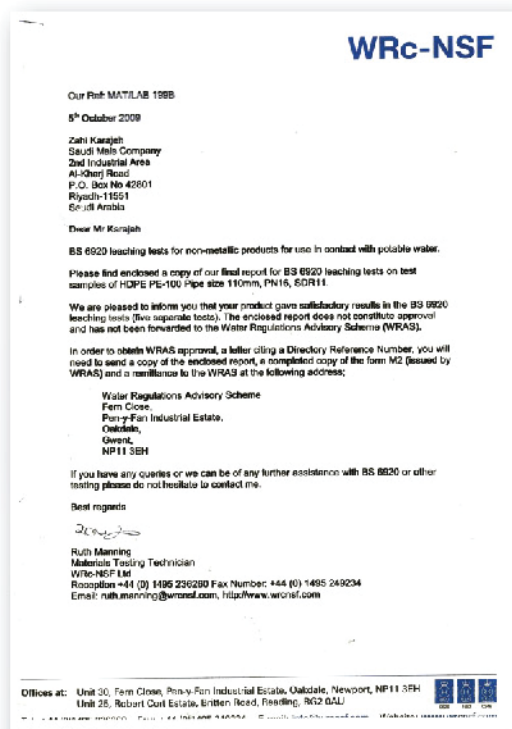 WRc-NSF
Our Ref: MAT/LAB 199B
5th October 2009
Zahi Karajeh
Saudi Mais Company
2nd Industrial Area
Al-Kharj Road
P.O. Box No 42801
Riyadh-11551
Saudi Arabia
Dear Mr Karajeh
BS 6920 leaching tests for non-metallic products for use in contact with potable water.
Please find enclosed a copy of our final report for BS 6920 leaching tests on test
samples of HDPE PE-100 Pipe size 110mm, PN16, SDR11.
We are pleased to inform you that your product gave satisfactory results in the BS 6920
leaching tests (five separate tests). The enclosed report does not constitute approval
and has not been forwarded to the Water Regulations Advisory Scheme (WRAS).
In order to obtain WRAS approval, a letter citing a Directory Reference Number, you will
need to send a copy of the enclosed report, a completed copy of the form M2 (issued by
WRAS) and a remittance to the WRAS at the following address;
Water Regulations Advisory Scheme
Fern Close,
Pen-y-Fan Industrial Estate,
Oakdale,
Gwent,
NP11 3EH
If you have any queries or we can be of any further assistance with BS 6920 or other
testing please do not hesitate to contact me.
Best regards
Ruth Manning
Materials Testing Technician
WRc-NSF Ltd
Reception +44 (0) 1495 236260 Fax Number: +44 (0) 1495 249234
Email: ruth.manning@wrcnsf.com, http://www.wrcnsf.com
Offices at: Unit 30, Fern Close, Pen-y-Fan Industrial Estate, Oakdale, Newport, NP11 3EH
Unit 26, Robert Cort Estate, Britten Road, Reading, RG2 0AU